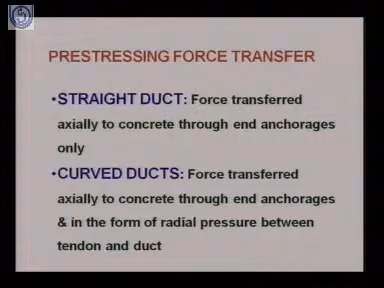 PRESTRESSING FORCE TRANSFER
•STRAIGHT DUCT: Force transferred
axially to concrete through end anchorages
only
•CURVED DUCTS: Force transferred
axially to concrete through end anchorages
& in the form of radial pressure between
tendon and duct